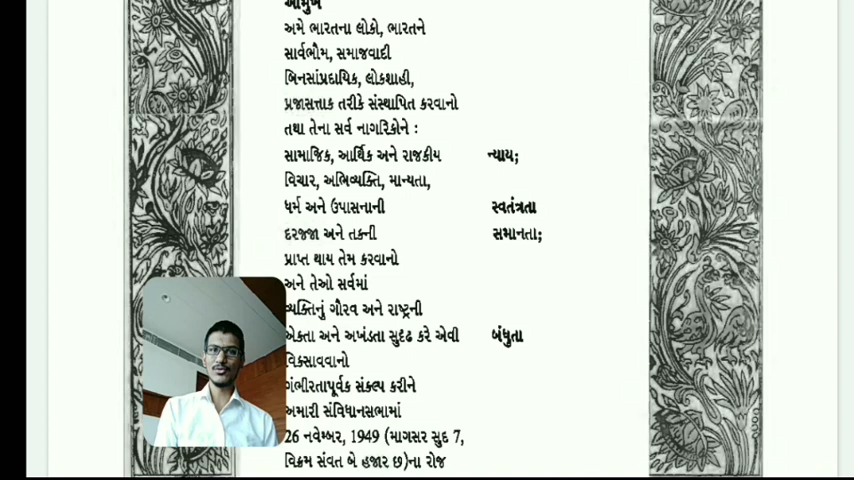 આમુખ
અમે ભારતના લોકો, ભારતને
સાર્વભૌમ, સમાજવાદી
બિનસાંપ્રદાયિક, લોકશાહી,
પ્રજાસત્તાક તરીકે સંસ્થાપિત કરવાનો
તથા તેના સર્વ નાગરિકોને :
સામાજિક, આર્થિક અને રાજકીય ન્યાય;
વિચાર, અભિવ્યક્તિ, માન્યતા,
ધર્મ અને ઉપાસનાની સ્વતંત્રતા
દરજ્જા અને તકની સમાનતા;
પ્રાપ્ત થાય તેમ કરવાનો
અને તેઓ સર્વમાં
વ્યક્તિનું ગૌરવ અને રાષ્ટ્રની
એકતા અને અખંડતા સુદૃઢ કરે એવી બંધુતા
વિકસાવવાનો
ગંભીરતાપૂર્વક સંકલ્પ કરીને
અમારી સંવિધાનસભામાં
26 નવેમ્બર, 1949 (માગસર સુદ 7,
વિક્રમ સંવત બે હજાર છ)ના રોજ